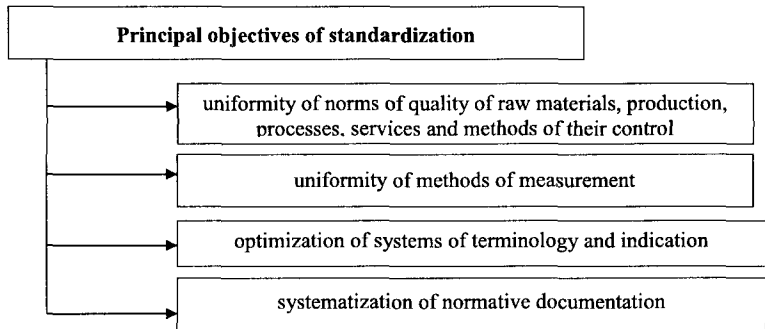 Principal objectives of standardization
uniformity of norms of quality of raw materials, production,
processes, services and methods of their control
uniformity of methods of measurement
optimization of systems of terminology and indication
systematization of normative documentation